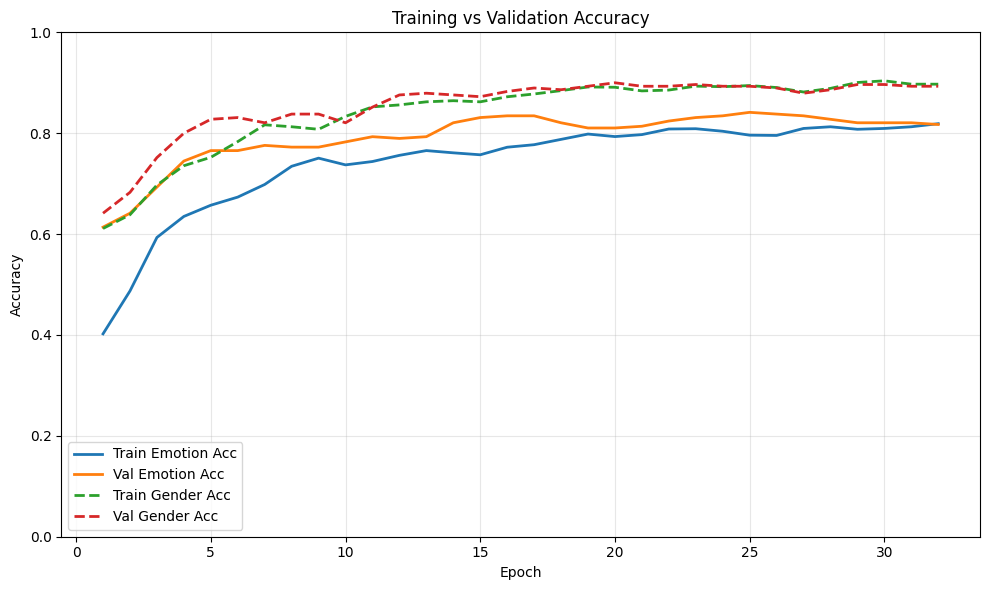 Training vs Validation Accuracy
1.0
0.8
0.6
0.4
0.2
0.0
Accuracy
Train Emotion Acc
Val Emotion Acc
Train Gender Acc
Val Gender Acc
0 5 10 15 20 25 30
Epoch